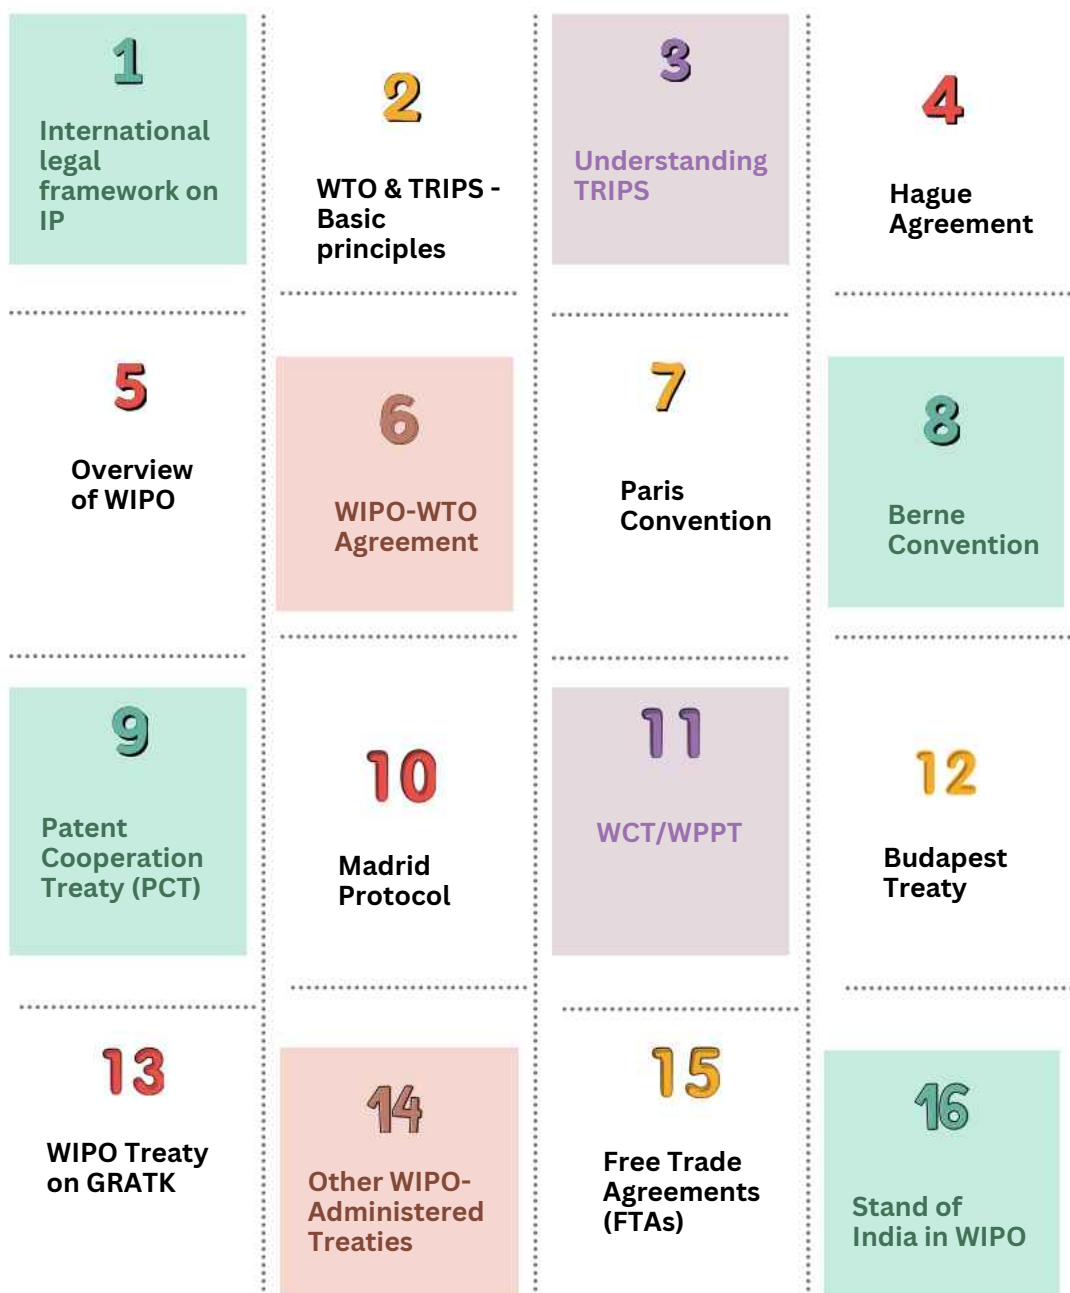 1
International
legal
framework on
IP
2
WTO & TRIPS -
Basic
principles
3
Understanding
TRIPS
4
Hague
Agreement
5
Overview
of WIPO
6
WIPO-WTO
Agreement
7
Paris
Convention
8
Berne
Convention
9
Patent
Cooperation
Treaty (PCT)
10
Madrid
Protocol
11
WCT/WPPT
12
Budapest
Treaty
13
WIPO Treaty
on GRATK
14
Other WIPO-
Administered
Treaties
15
Free Trade
Agreements
(FTAs)
16
Stand of
India in WIPO